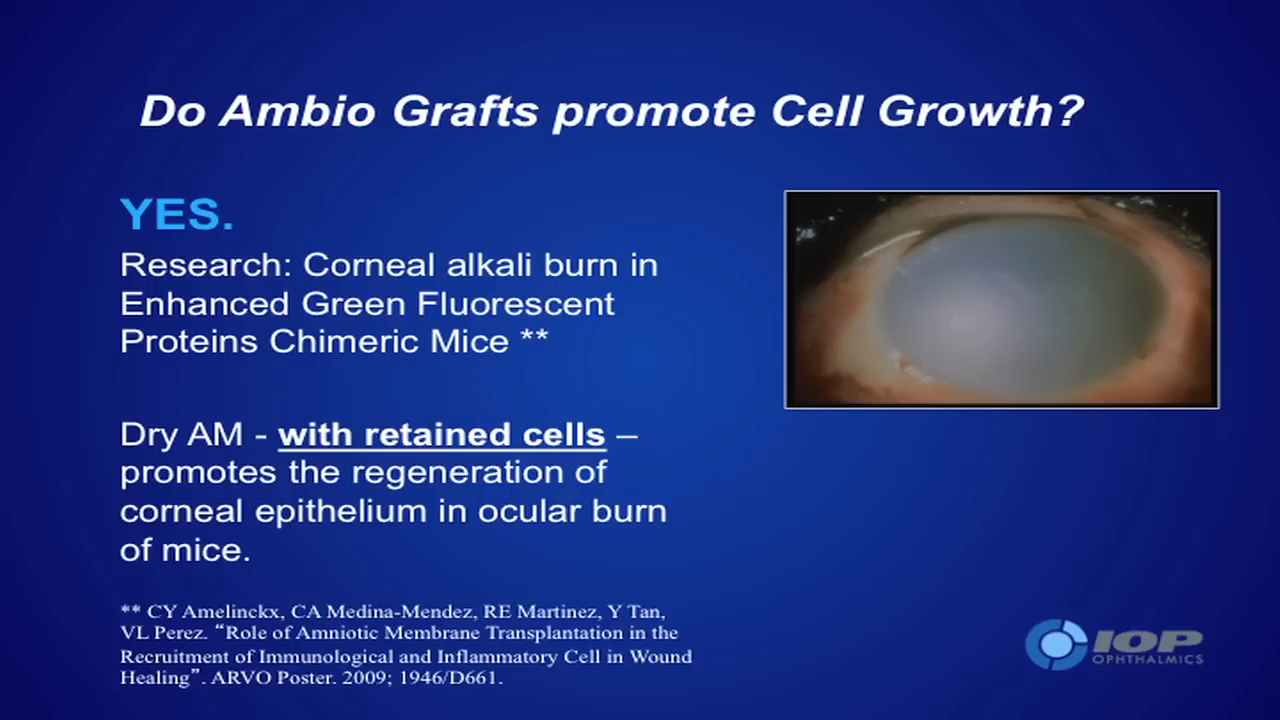 Do Ambio Grafts promote Cell Growth?
YES.
Research: Corneal alkali burn in
Enhanced Green Fluorescent
Proteins Chimeric Mice **
Dry AM - with retained cells –
promotes the regeneration of
corneal epithelium in ocular burn
of mice.
** CY Amelinckx, CA Medina-Mendez, RE Martinez, Y Tan,
VL Perez. “Role of Amniotic Membrane Transplantation in the
Recruitment of Immunological and Inflammatory Cell in Wound
Healing”. ARVO Poster. 2009; 1946/D661.
IOP
OPHTHALMICS